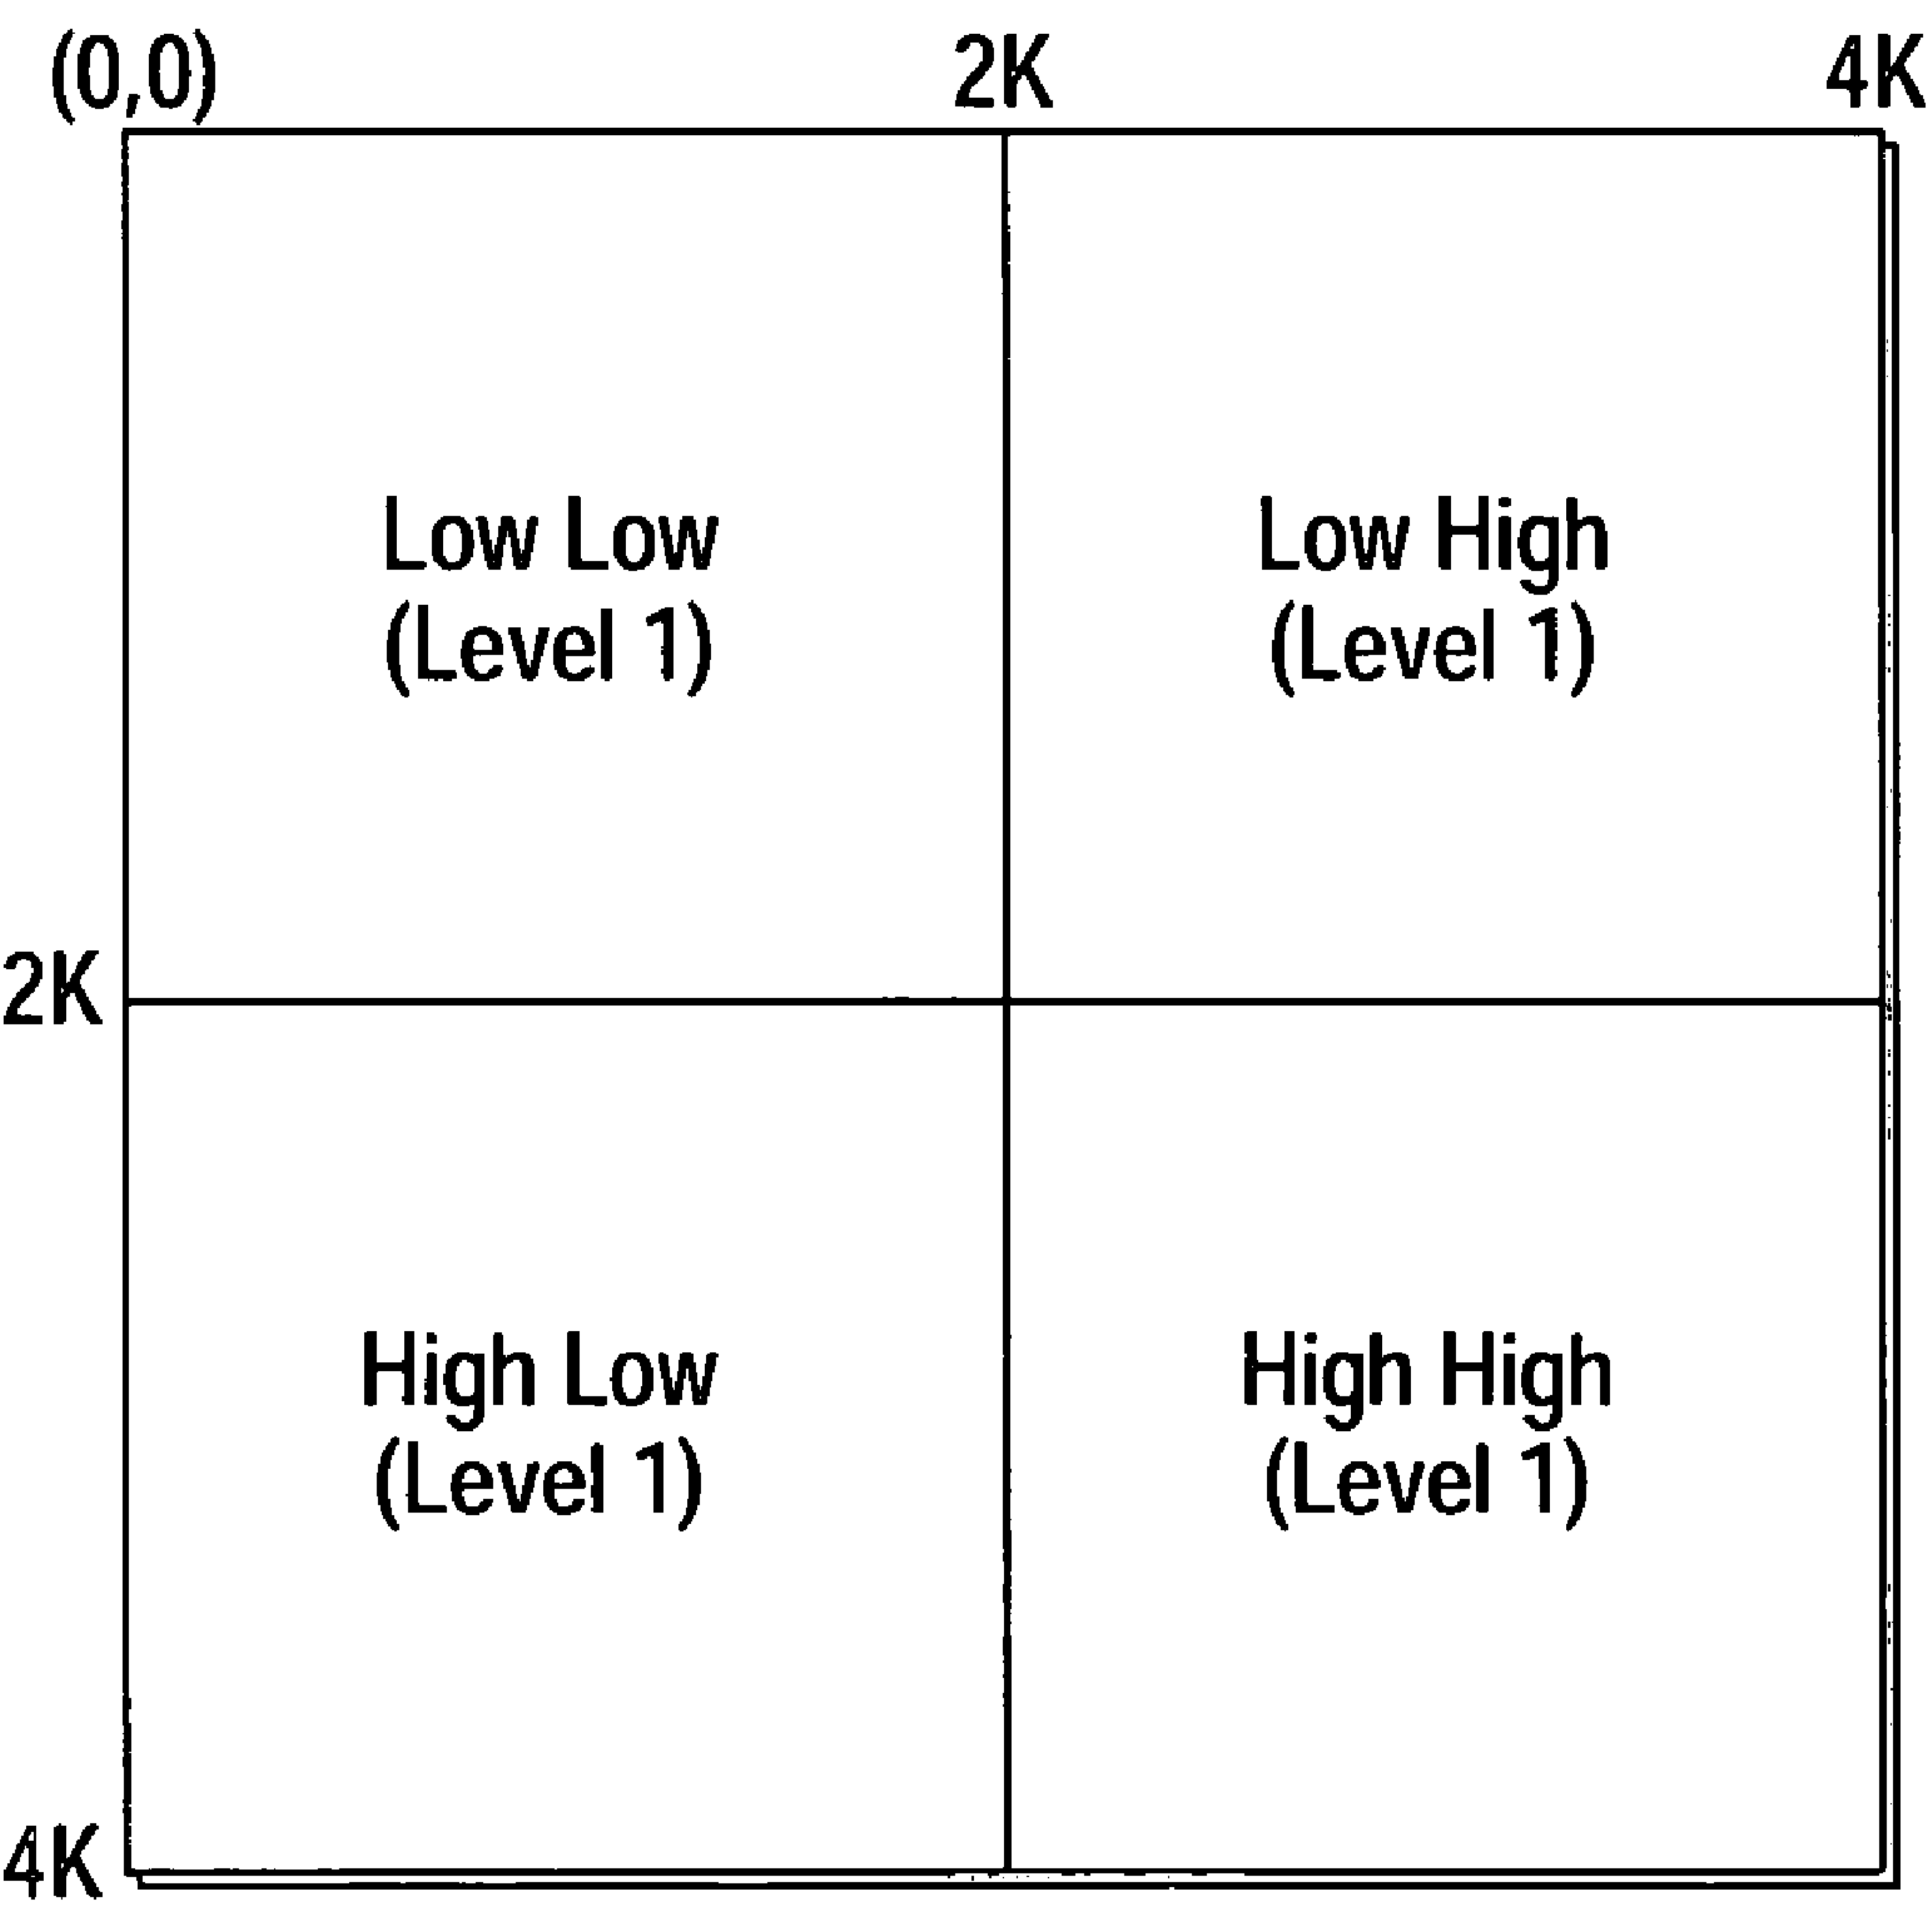 (0,0) 2K 4K
Low Low
(Level 1)
Low High
(Level 1)
2K
High Low
(Level 1)
High High
(Level 1)
4K